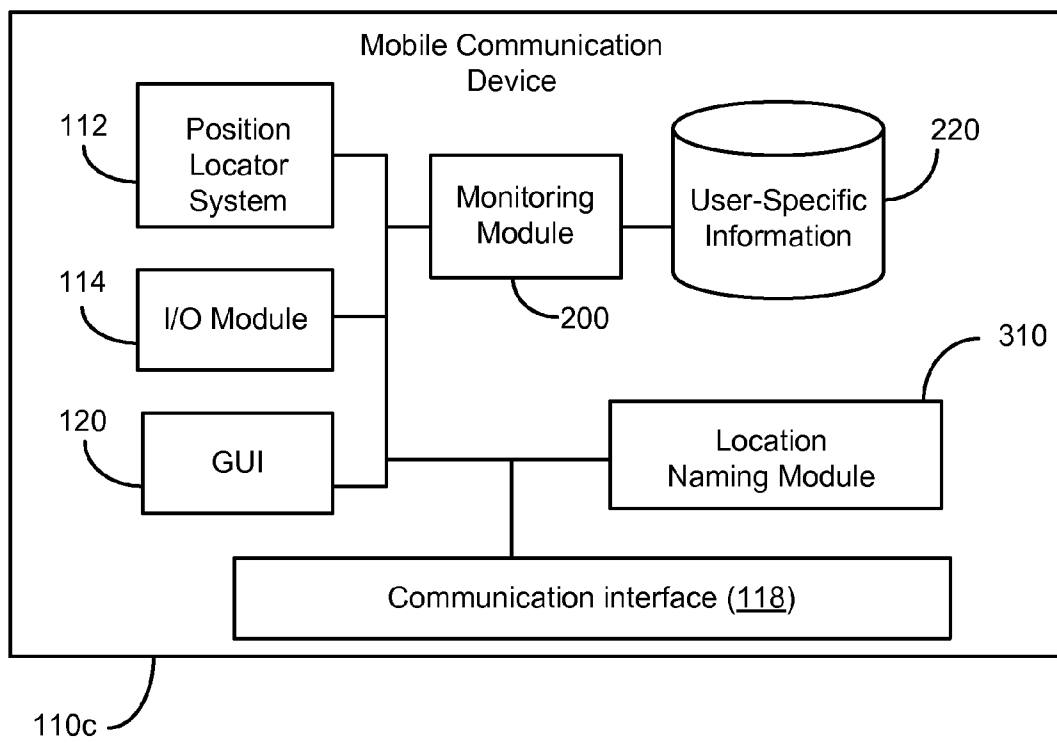 Mobile Communication
Device
112
Position
Locator
System
Monitoring
Module
200
User-Specific
Information
220
114
I/O Module
310
120
GUI
Location
Naming Module
Communication interface (118)
110c